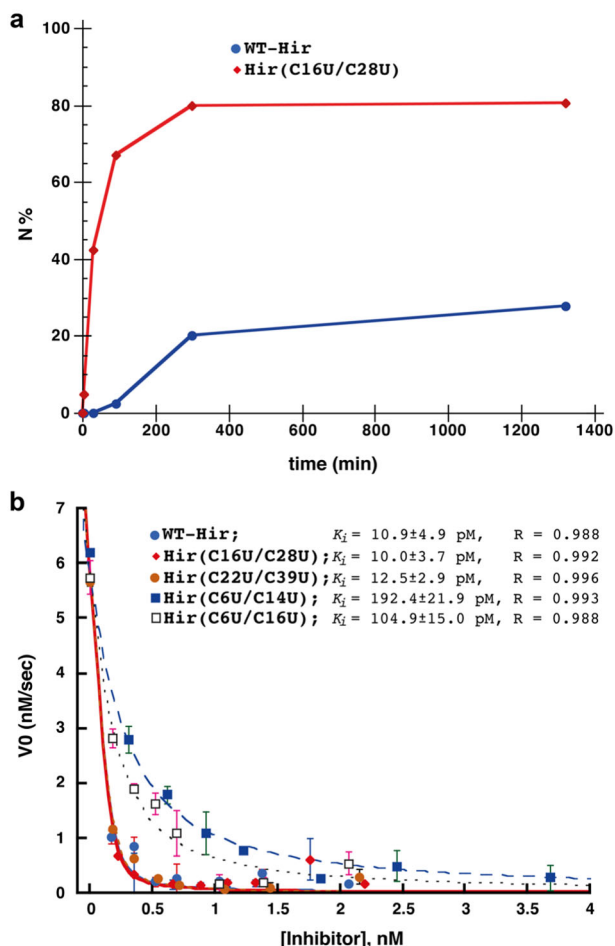 a
100
80
60
40
20
0
N %
WT-Hir
Hir(C16U/C28U)
0 200 400 600 800 1000 1200 1400
time (min)
b
7
6
5
4
3
2
1
0
V0 (nM/sec)
WT-Hir; Ki = 10.9±4.9 pM, R = 0.988
Hir(C16U/C28U); Ki = 10.0±3.7 pM, R = 0.992
Hir(C22U/C39U); Ki = 12.5±2.9 pM, R = 0.996
Hir(C6U/C14U); Ki = 192.4±21.9 pM, R = 0.993
Hir(C6U/C16U); Ki = 104.9±15.0 pM, R = 0.988
0 0.5 1 1.5 2 2.5 3 3.5 4
[Inhibitor], nM